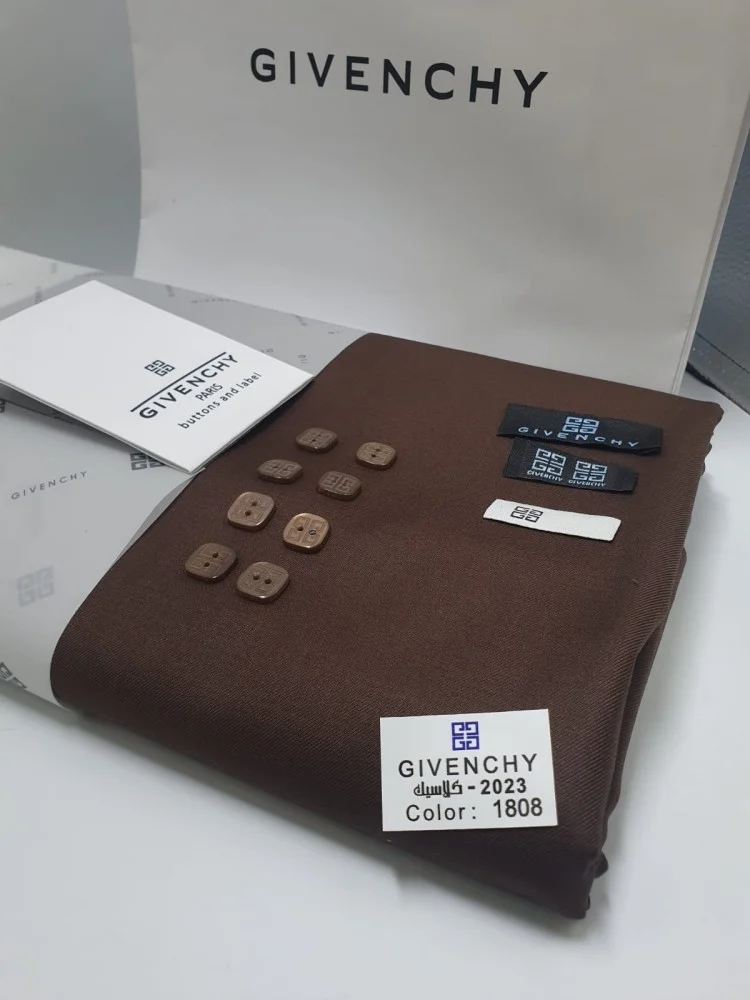 GIVENCHY
GIVENCHY
PARIS
buttons and label
GIVENCHY
GIVENCHY
GIVENCHY GIVENCHY
GIVENCHY
كلاسيك - 2023
Color: 1808